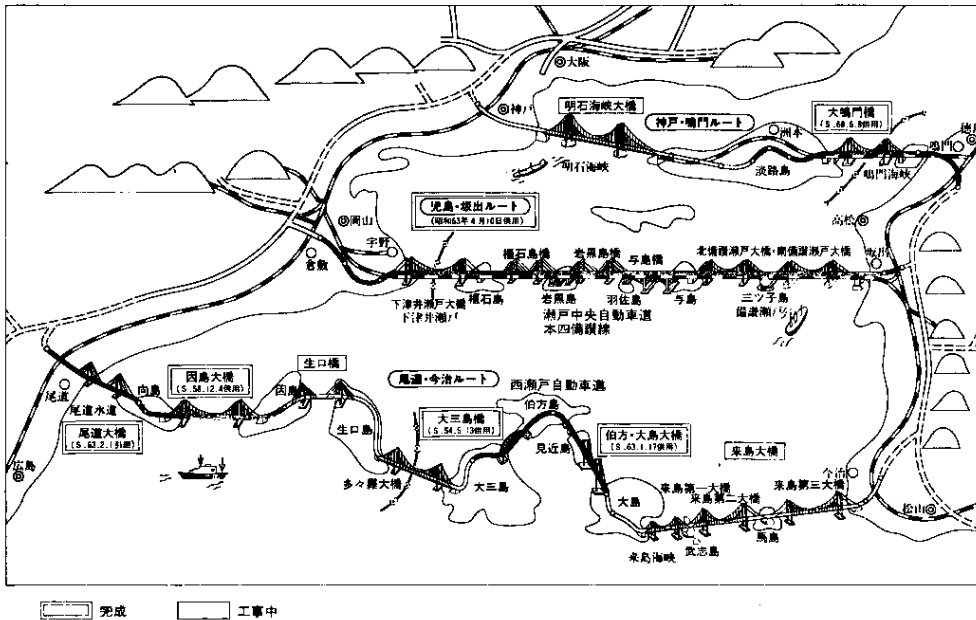 大阪
神戸
明石海峡大橋
神戸・鳴門ルート
洲本
大鳴門橋
(S.60.6.8供用)
徳島
鳴門
明石海峡
淡路島
鳴門海峡
児島・坂出ルート
(昭和63年4月10日供用)
岡山
宇野
倉敷
高松
坂出
櫃石島橋
岩黒島橋
与島橋
北備讃瀬戸大橋・南備讃瀬戸大橋
下津井瀬戸大橋
下津井瀬戸
櫃石島
岩黒島
羽佐島
与島
三ツ子島
備讃瀬戸
瀬戸中央自動車道
本四備讃線
生口橋
因島大橋
(S.58.12.4供用)
尾道・今治ルート
西瀬戸自動車道
尾道
尾道水道
向島
因島
尾道大橋
生口島
大三島橋
(S.54.5.13供用)
伯方島
見近島
伯方・大島大橋
(S.63.1.17供用)
来島大橋
広島
多々羅大橋
大三島
大島
来島第一大橋
来島第二大橋
来島第三大橋
今治
松山
来島海峡
武志島
馬島
完成
工事中